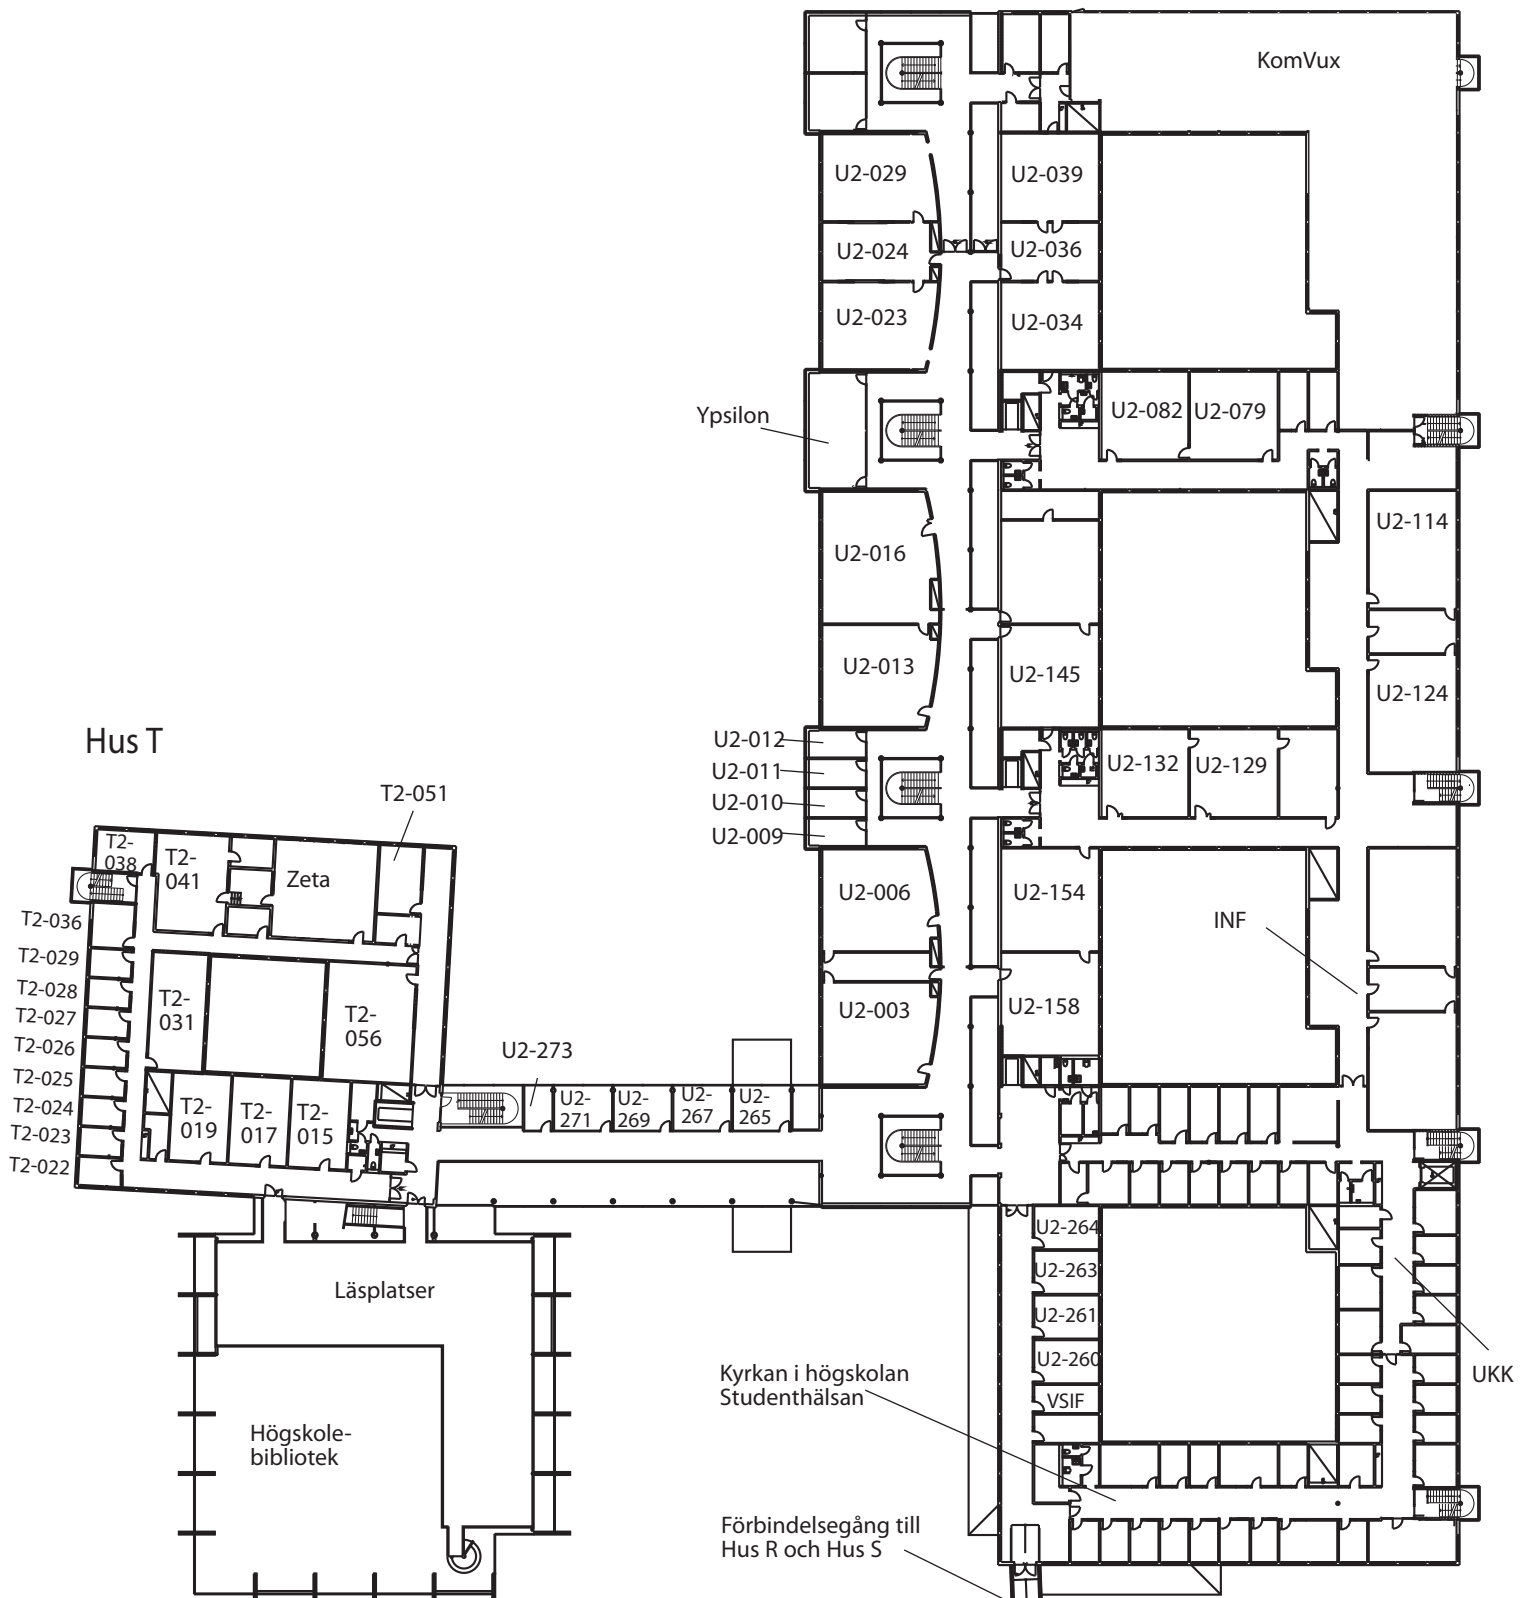 KomVux
U2-029
U2-039
U2-024
U2-036
U2-023
U2-034
Ypsilon
U2-082
U2-079
U2-016
U2-114
U2-013
U2-145
U2-124
Hus T
U2-012
U2-011
U2-010
U2-009
U2-132
U2-129
T2-051
T2-
038
T2-
041
Zeta
U2-006
U2-154
INF
T2-036
T2-029
T2-028
T2-027
T2-026
T2-025
T2-024
T2-023
T2-022
T2-
031
T2-
056
U2-003
U2-158
U2-273
T2-
019
T2-
017
T2-
015
U2-
271
U2-
269
U2-
267
U2-
265
U2-264
U2-263
U2-261
U2-260
VSIF
UKK
Läsplatser
Högskole-
bibliotek
Kyrkan i högskolan
Studenthälsan
Förbindelsegång till
Hus R och Hus S